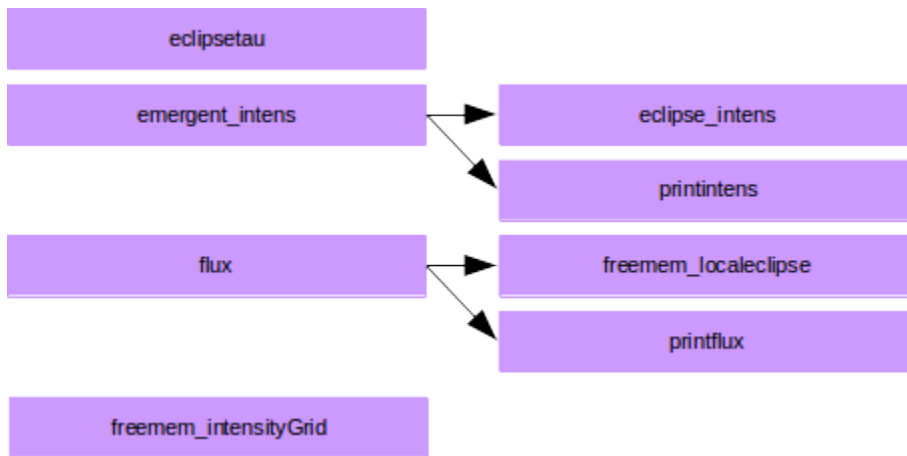 eclipsetau
emergent_intens
eclipse_intens
printintens
flux
freemem_localeclipse
printflux
freemem_intensityGrid